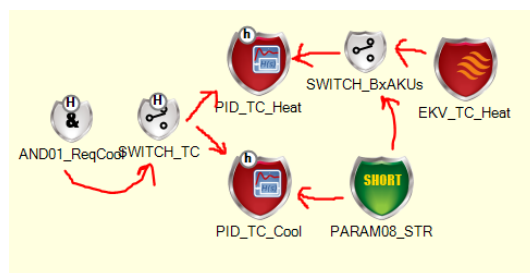 h
PID_TC_Heat
SWITCH_BxAKUs
EKV_TC_Heat
H
&
AND01_ReqCool
H
SWITCH_TC
h
PID_TC_Cool
SHORT
PARAM08_STR